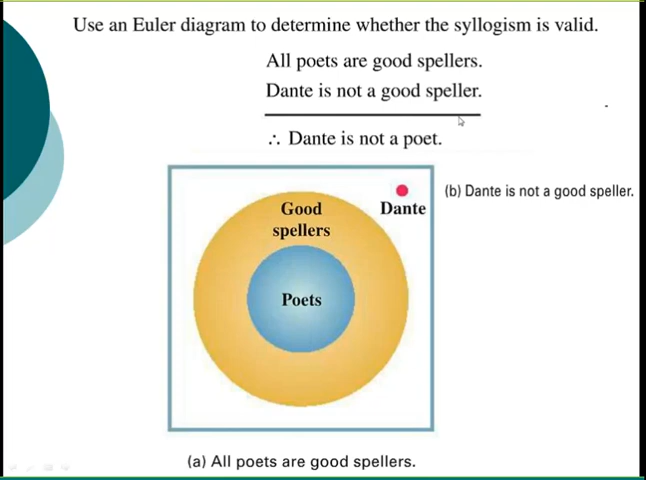 Use an Euler diagram to determine whether the syllogism is valid.
All poets are good spellers.
Dante is not a good speller.
∴ Dante is not a poet.
Good
spellers
Dante
(b) Dante is not a good speller.
Poets
(a) All poets are good spellers.